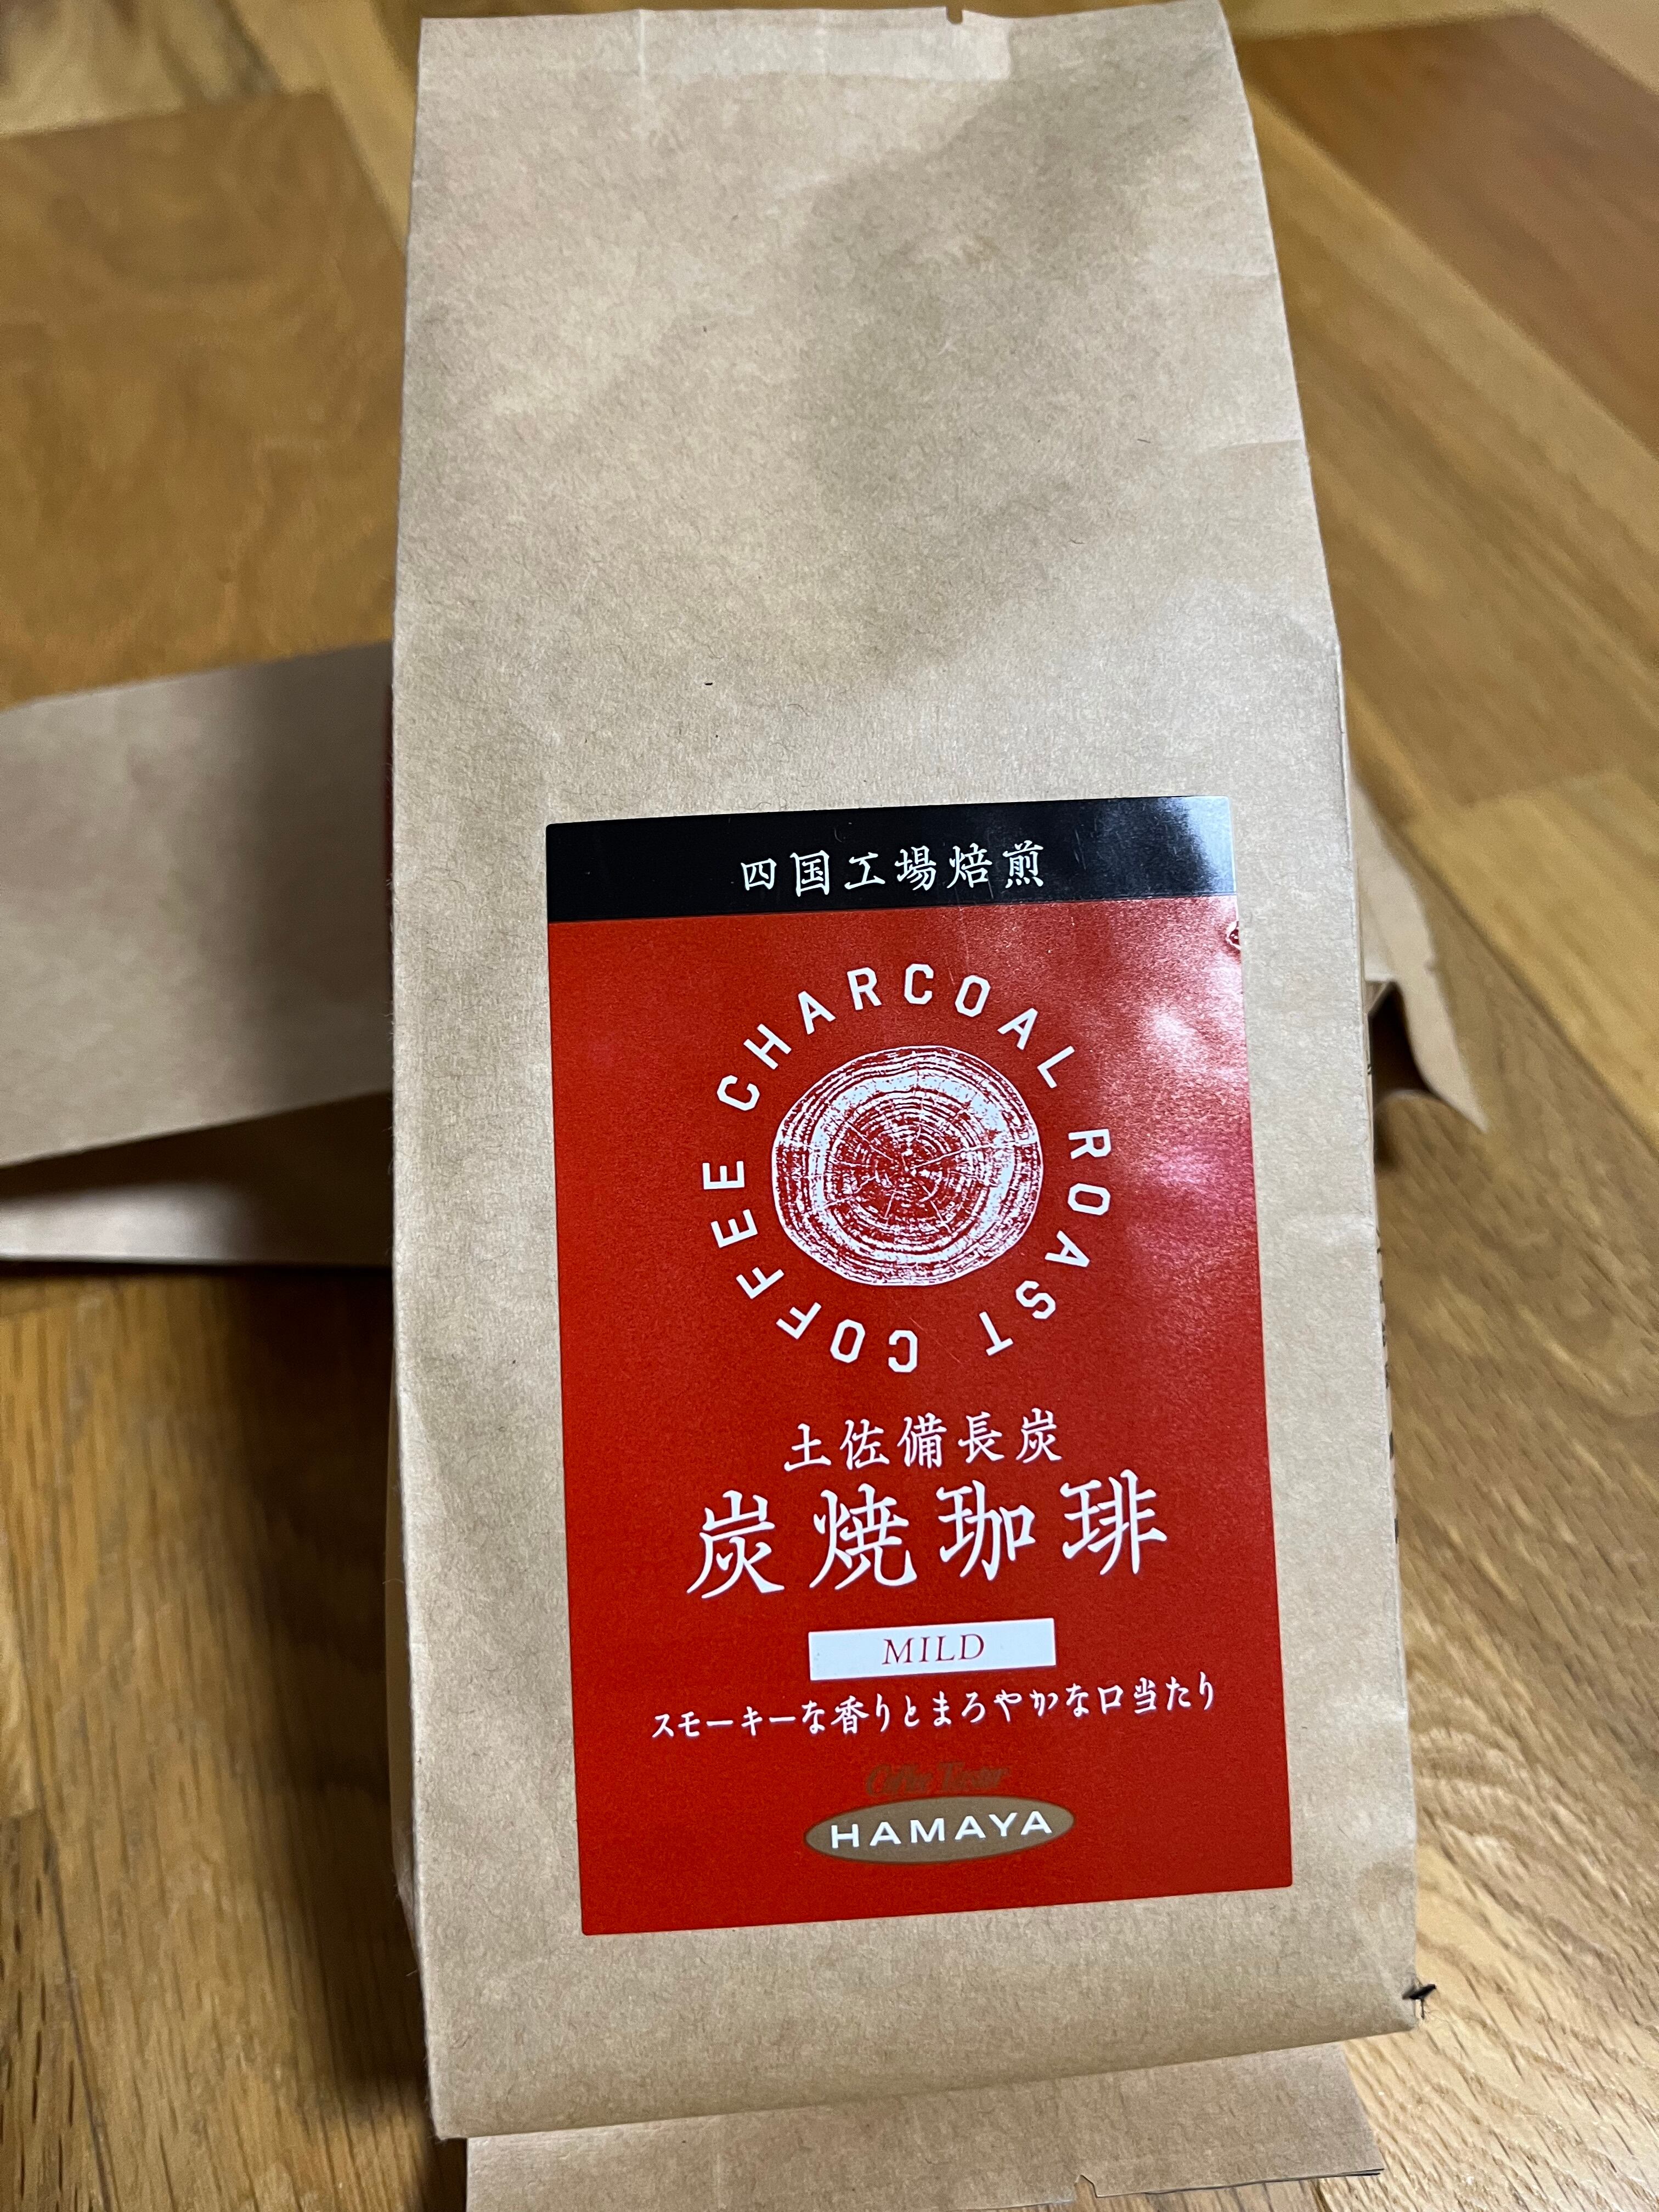 四国工場焙煎
CHARCOAL ROAST COFFEE
土佐備長炭
炭焼珈琲
MILD
スモーキーな香りとまろやかな口当たり
Coffee Taster
HAMAYA